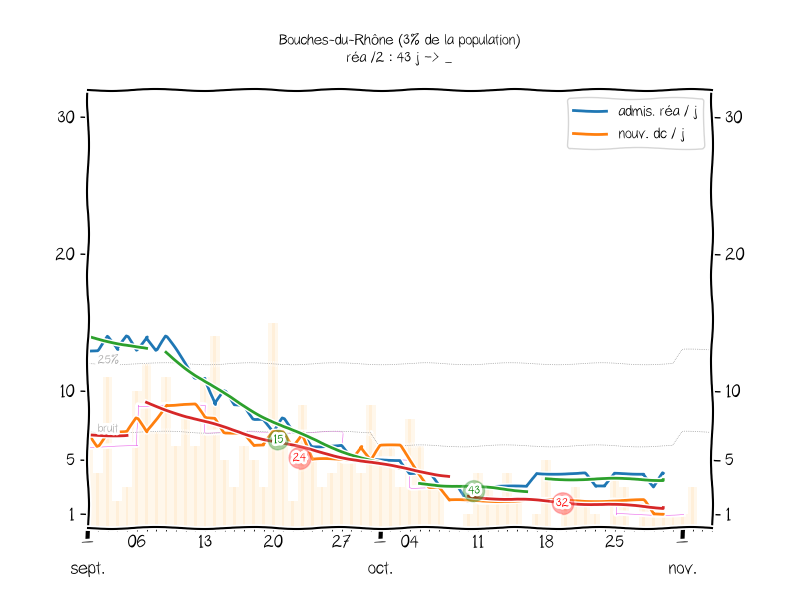 Bouches-du-Rhône (3% de la population)
réa /2 : 43 j -> _
admis. réa / j
nouv. dc / j
30
30
20
20
25%
10
10
bruit
15
24
5
5
43
32
1
1
06 13 20 27 04 11 18 25
sept. oct. nov.